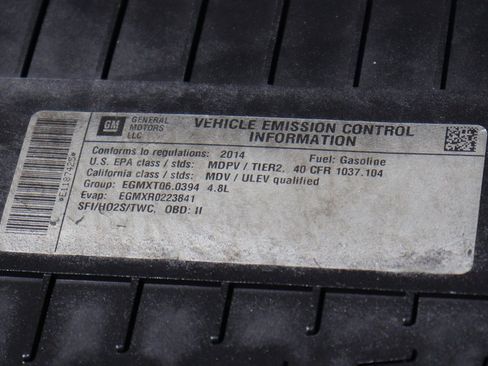 GM
GENERAL
MOTORS
LLC
VEHICLE EMISSION CONTROL
INFORMATION
Conforms to regulations: 2014 Fuel: Gasoline
U.S. EPA class / stds: MDPV / TIER2, 40 CFR 1037.104
California class / stds: MDV / ULEV qualified
Group: EGMXT06.0394 4.8L
Evap: EGMXR0223841
SFI/HO2S/TWC, OBD: II
*E1187425*